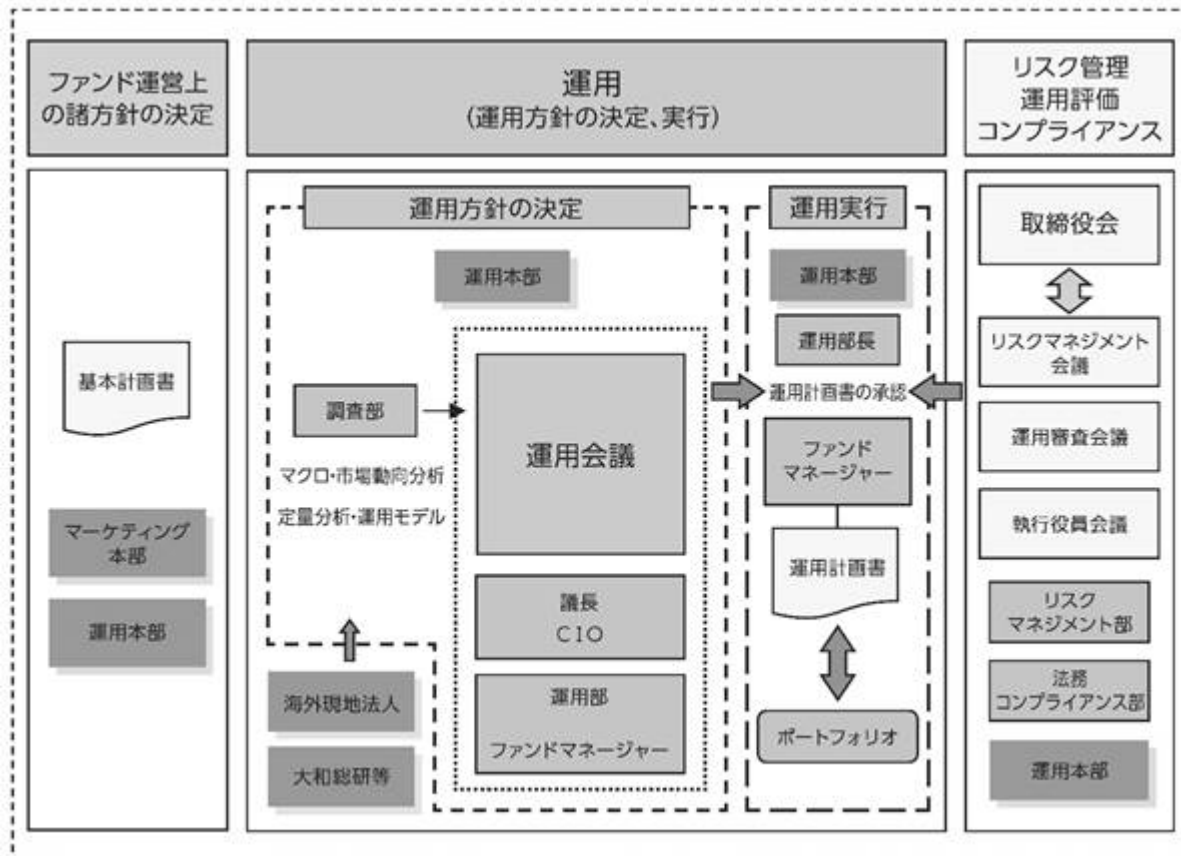 ファンド運営上
の諸方針の決定
運用
(運用方針の決定、実行)
リスク管理
運用評価
コンプライアンス
基本計画書
マーケティング
本部
運用本部
運用方針の決定
運用本部
調査部
マクロ・市場動向分析
定量分析・運用モデル
海外現地法人
大和総研等
運用会議
議長
CIO
運用部
ファンドマネージャー
運用実行
運用本部
運用部長
運用計画書の承認
ファンド
マネージャー
運用計画書
ポートフォリオ
取締役会
リスクマネジメント
会議
運用審査会議
執行役員会議
リスク
マネジメント部
法務
コンプライアンス部
運用本部